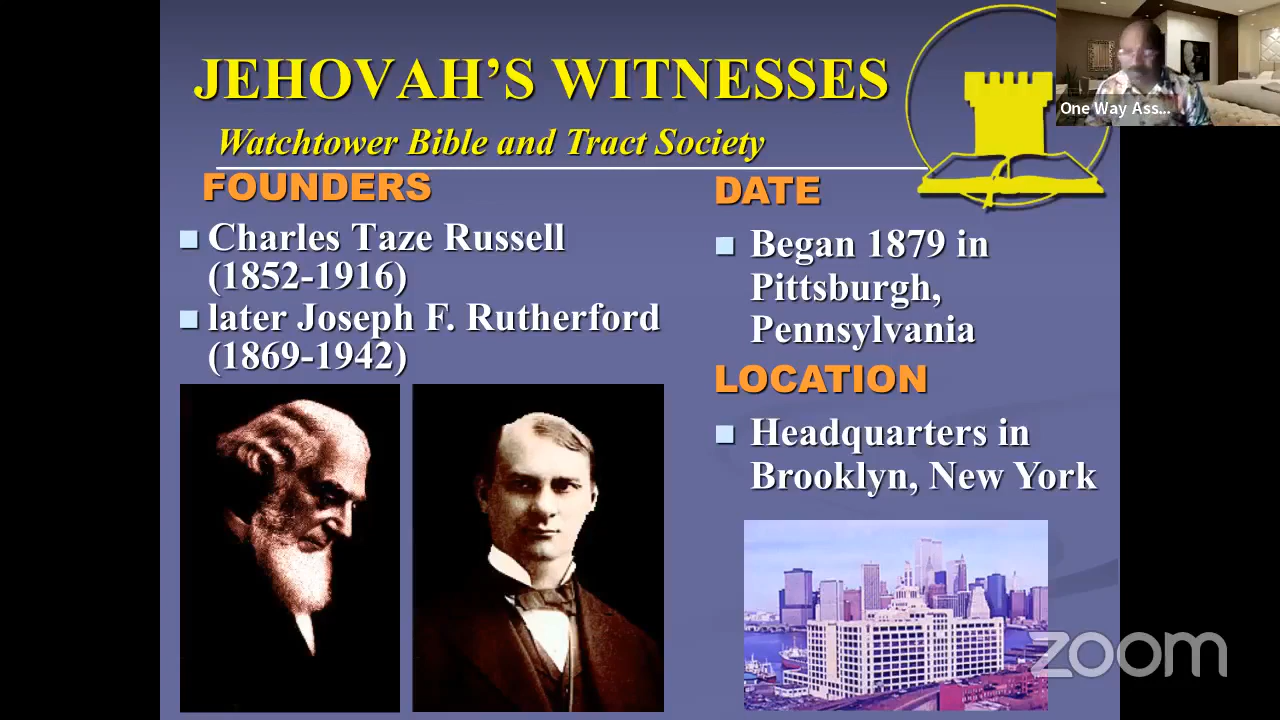 JEHOVAH'S WITNESSES
Watchtower Bible and Tract Society
One Way Ass...
FOUNDERS
Charles Taze Russell
(1852-1916)
later Joseph F. Rutherford
(1869-1942)
DATE
Began 1879 in
Pittsburgh,
Pennsylvania
LOCATION
Headquarters in
Brooklyn, New York
zoom